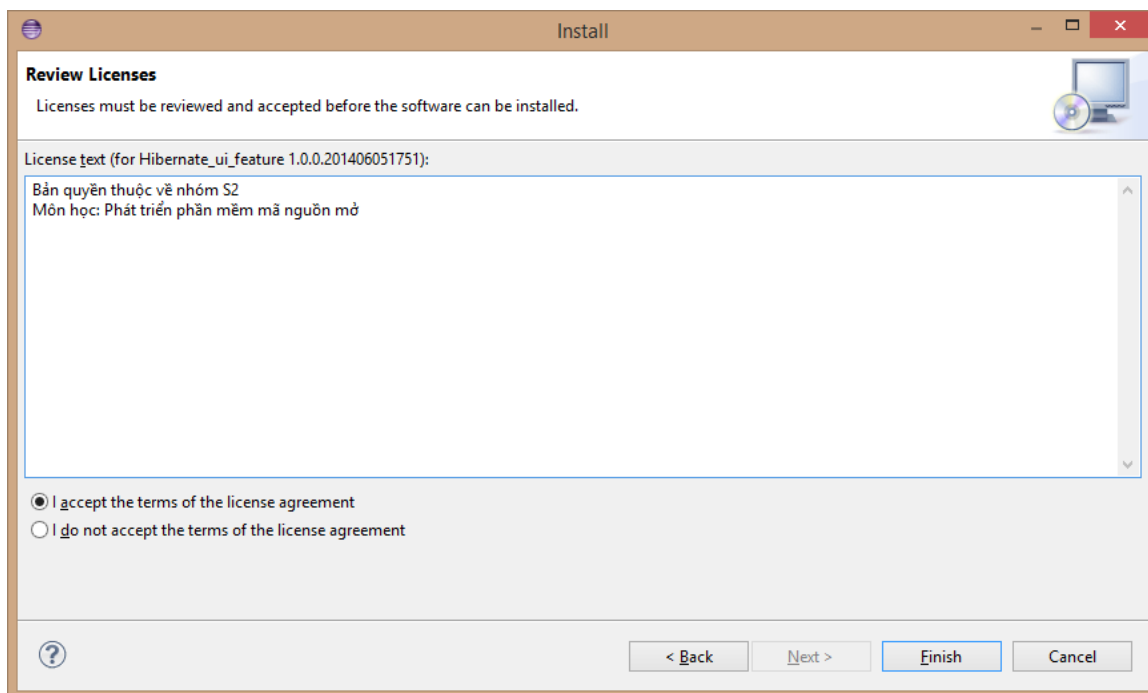 Install
Review Licenses
Licenses must be reviewed and accepted before the software can be installed.
License text (for Hibernate_ui_feature 1.0.0.201406051751):
Bản quyền thuộc về nhóm S2
Môn học: Phát triển phần mềm mã nguồn mở
I accept the terms of the license agreement
I do not accept the terms of the license agreement
?
< Back
Next >
Finish
Cancel